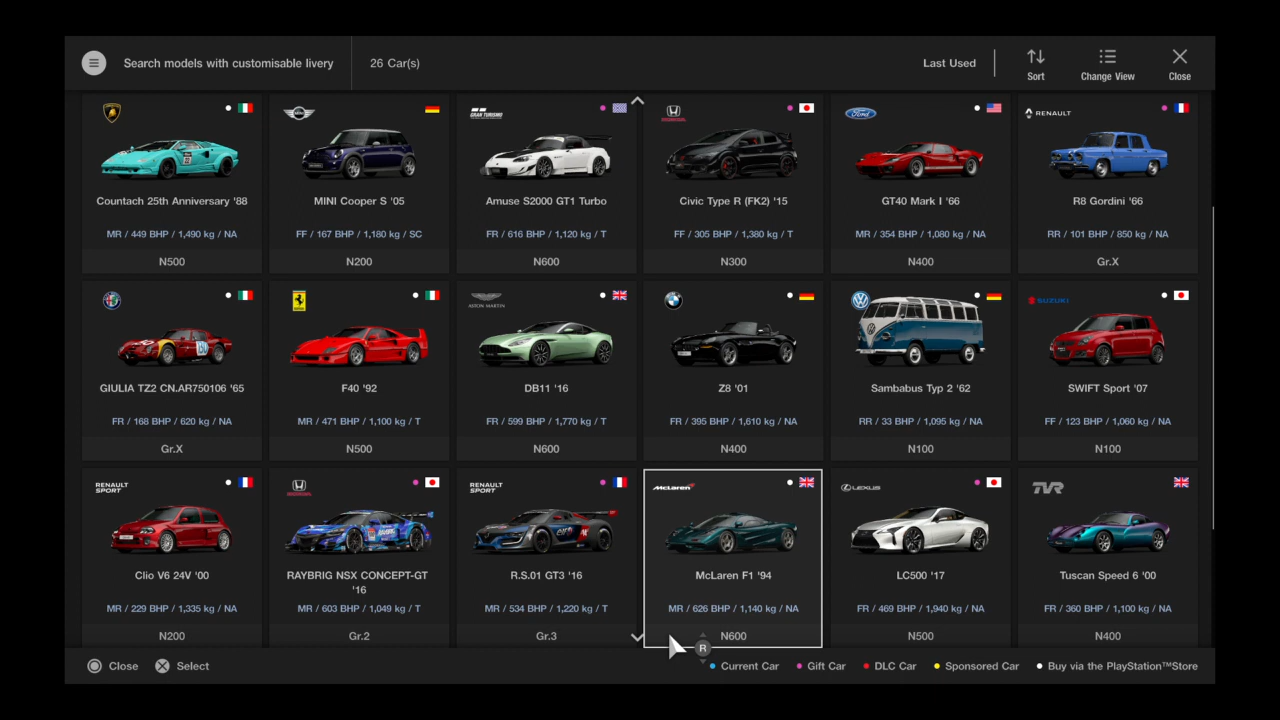 Search models with customisable livery
26 Car(s)
Last Used
Sort
Change View
Close
Countach 25th Anniversary '88
MR / 449 BHP / 1,490 kg / NA
N500
MINI Cooper S '05
FF / 167 BHP / 1,180 kg / SC
N200
GRAN TURISMO
Amuse S2000 GT1 Turbo
FR / 616 BHP / 1,120 kg / T
N600
HONDA
Civic Type R (FK2) '15
FF / 305 BHP / 1,380 kg / T
N300
Ford
GT40 Mark I '66
MR / 354 BHP / 1,080 kg / NA
N400
RENAULT
R8 Gordini '66
RR / 101 BHP / 850 kg / NA
Gr.X
GIULIA TZ2 CN.AR750106 '65
FR / 168 BHP / 620 kg / NA
Gr.X
F40 '92
MR / 471 BHP / 1,100 kg / T
N500
ASTON MARTIN
DB11 '16
FR / 599 BHP / 1,770 kg / T
N600
Z8 '01
FR / 395 BHP / 1,610 kg / NA
N400
Sambabus Typ 2 '62
RR / 33 BHP / 1,095 kg / NA
N100
SUZUKI
SWIFT Sport '07
FF / 123 BHP / 1,060 kg / NA
N100
RENAULT
SPORT
Clio V6 24V '00
MR / 229 BHP / 1,335 kg / NA
N200
HONDA
RAYBRIG NSX CONCEPT-GT
'16
MR / 603 BHP / 1,049 kg / T
Gr.2
RENAULT
SPORT
R.S.01 GT3 '16
MR / 534 BHP / 1,220 kg / T
Gr.3
McLaren
McLaren F1 '94
MR / 626 BHP / 1,140 kg / NA
N600
LEXUS
LC500 '17
FR / 469 BHP / 1,940 kg / NA
N500
TVR
Tuscan Speed 6 '00
FR / 360 BHP / 1,100 kg / NA
N400
Close
Select
R
Current Car
Gift Car
DLC Car
Sponsored Car
Buy via the PlayStation™Store